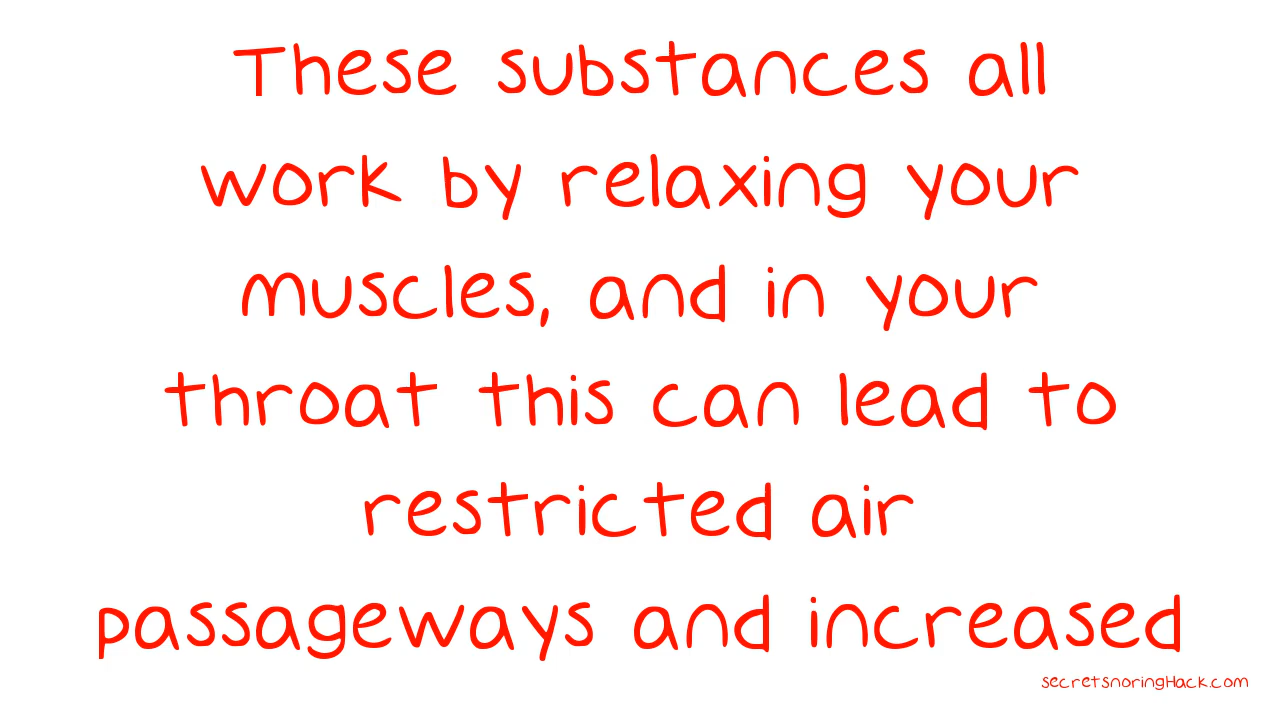 These substances all
work by relaxing your
muscles, and in your
throat this can lead to
restricted air
passageways and increased
secretsnoringHack.com